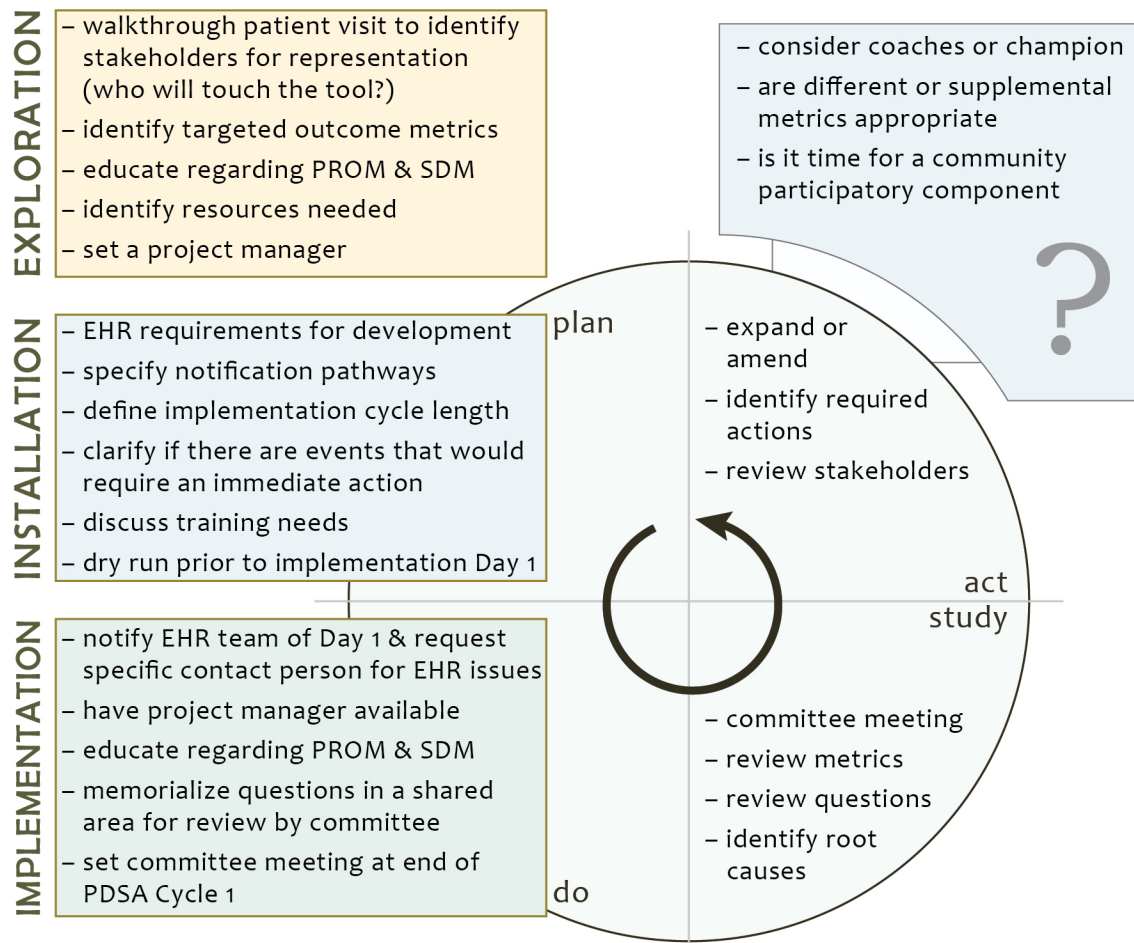 EXPLORATION
– walkthrough patient visit to identify
stakeholders for representation
(who will touch the tool?)
– identify targeted outcome metrics
– educate regarding PROM & SDM
– identify resources needed
– set a project manager
– consider coaches or champion
– are different or supplemental
metrics appropriate
– is it time for a community
participatory component
?
INSTALLATION
– EHR requirements for development
– specify notification pathways
– define implementation cycle length
– clarify if there are events that would
require an immediate action
– discuss training needs
– dry run prior to implementation Day 1
plan
– expand or
amend
– identify required
actions
– review stakeholders
act
study
IMPLEMENTATION
– notify EHR team of Day 1 & request
specific contact person for EHR issues
– have project manager available
– educate regarding PROM & SDM
– memorialize questions in a shared
area for review by committee
– set committee meeting at end of
PDSA Cycle 1
do
– committee meeting
– review metrics
– review questions
– identify root
causes